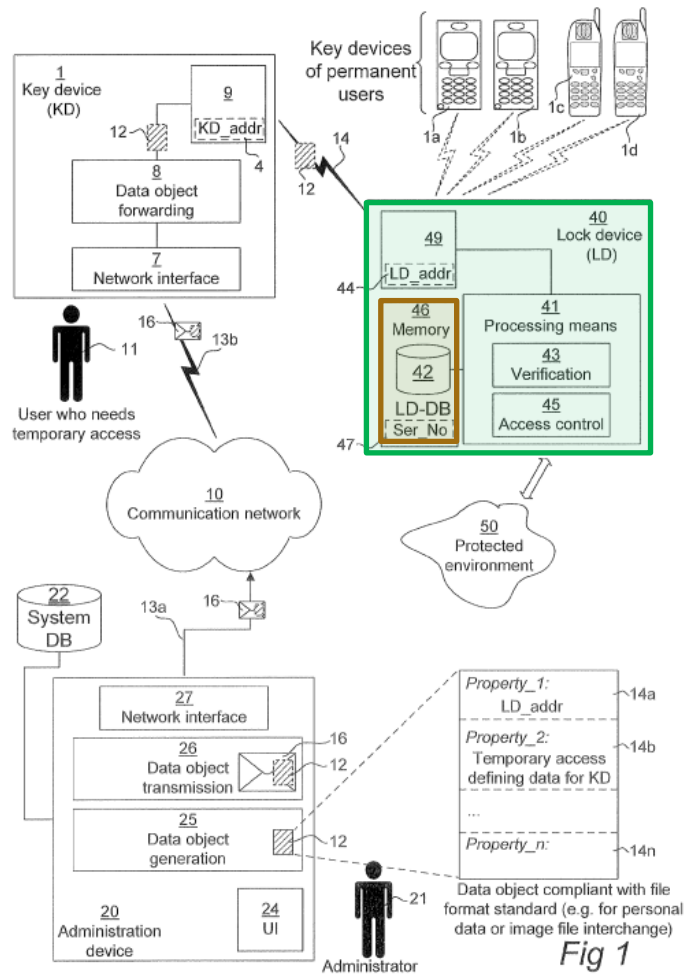 1
Key device
(KD)
9
KD_addr
4
12
8
Data object
forwarding
7
Network interface
Key devices
of permanent
users
1a
1b
1c
1d
14
12
40
Lock device
(LD)
49
LD_addr
44
46
Memory
42
LD-DB
Ser_No
47
41
Processing means
43
Verification
45
Access control
16
13b
11
User who needs
temporary access
10
Communication network
50
Protected
environment
22
System
DB
13a
16
27
Network interface
26
Data object
transmission
16
12
25
Data object
generation
12
20
Administration
device
24
UI
21
Administrator
Property_1:
LD_addr
14a
Property_2:
Temporary access
defining data for KD
14b
...
Property_n:
14n
Data object compliant with file
format standard (e.g. for personal
data or image file interchange)
Fig 1